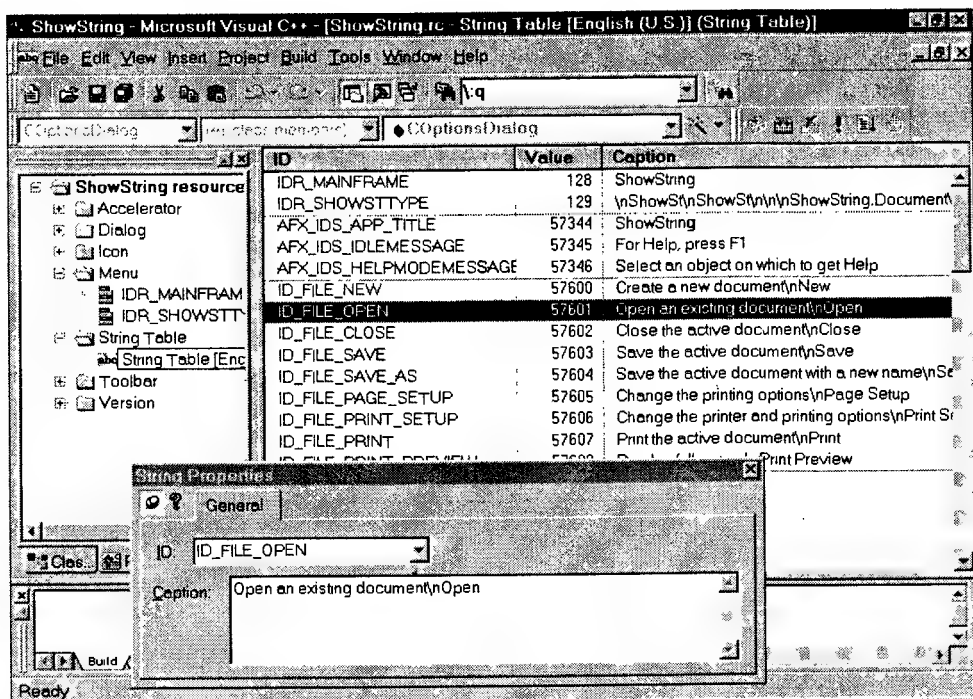 ShowString - Microsoft Visual C++ - [ShowString.rc - String Table [English (U.S.)] (String Table)]
File Edit View Insert Project Build Tools Window Help
\:q
COptionsDialog
COptionsDialog
ID Value Caption
ShowString resource
Accelerator
Dialog
Icon
Menu
IDR_MAINFRAM
IDR_SHOWSTT
String Table
abc String Table [Enc
Toolbar
Version
IDR_MAINFRAME 128 ShowString
IDR_SHOWSTTYPE 129 \nShowSt\nShowSt\n\n\nShowString.Document\
AFX_IDS_APP_TITLE 57344 ShowString
AFX_IDS_IDLEMESSAGE 57345 For Help, press F1
AFX_IDS_HELPMODEMESSAGE 57346 Select an object on which to get Help
ID_FILE_NEW 57600 Create a new document\nNew
ID_FILE_OPEN 57601 Open an existing document\nOpen
ID_FILE_CLOSE 57602 Close the active document\nClose
ID_FILE_SAVE 57603 Save the active document\nSave
ID_FILE_SAVE_AS 57604 Save the active document with a new name\nSa
ID_FILE_PAGE_SETUP 57605 Change the printing options\nPage Setup
ID_FILE_PRINT_SETUP 57606 Change the printer and printing options\nPrint Se
ID_FILE_PRINT 57607 Print the active document\nPrint
ID_FILE_PRINT_PREVIEW Print Preview
Clas...
String Properties
General
ID: ID_FILE_OPEN
Caption: Open an existing document\nOpen
Build
Ready